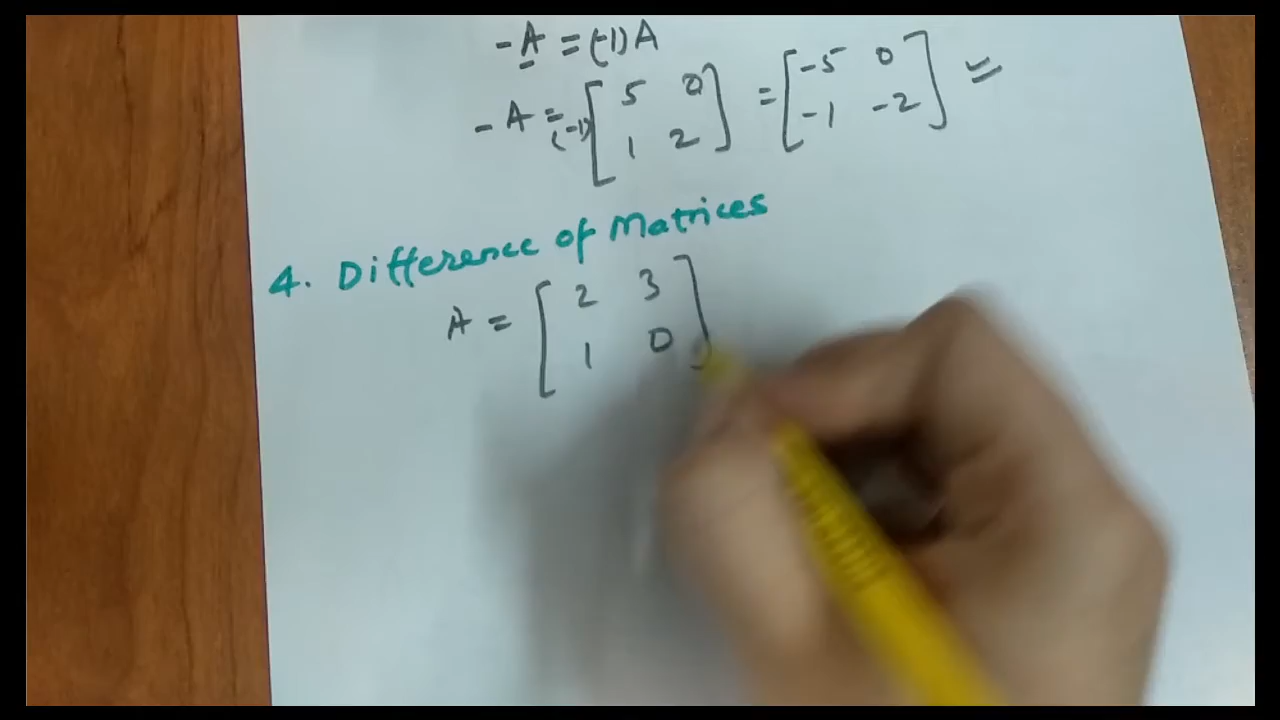 -A = (-1)A
-A = (-1) [ 5 0 ] = [ -5 0 ] =
[ 1 2 ] [ -1 -2 ]
4. Difference of Matrices
A = [ 2 3 ]
[ 1 0 ]